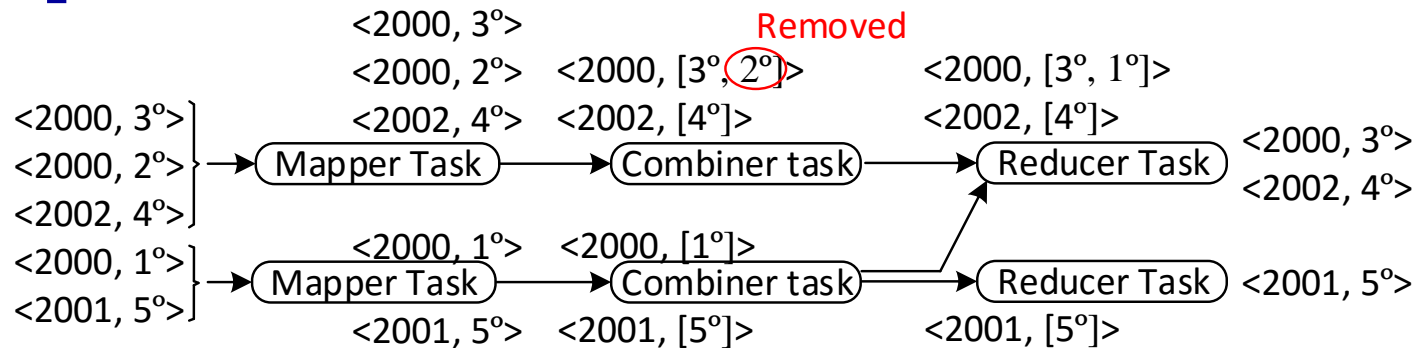 <2000, 3º>
Removed
<2000, 2º>
<2000, [3º, 2º]>
<2000, [3º, 1º]>
<2000, 3º>
<2002, 4º>
<2002, [4º]>
<2002, [4º]>
<2000, 2º>
Mapper Task
Combiner task
Reducer Task
<2000, 3º>
<2002, 4º>
<2002, 4º>
<2000, 1º>
<2000, 1º>
<2000, [1º]>
Mapper Task
Combiner task
Reducer Task
<2001, 5º>
<2001, 5º>
<2001, 5º>
<2001, [5º]>
<2001, [5º]>